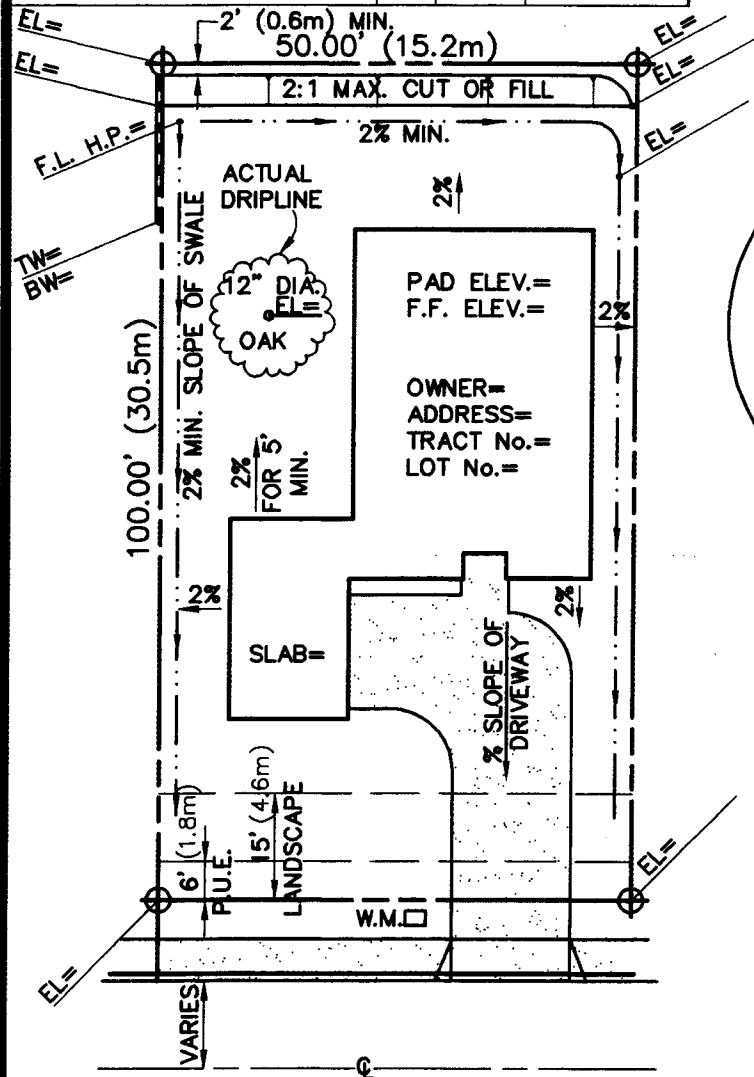 EL=
2' (0.6m) MIN.
50.00' (15.2m)
EL=
EL=
EL=
2:1 MAX. CUT OR FILL
F.L. H.P.=
2% MIN.
EL=
ACTUAL
DRIPLINE
2%
TW=
BW=
2% MIN. SLOPE OF SWALE
12" DIA.
EL=
OAK
PAD ELEV.=
F.F. ELEV.=
2%
OWNER=
ADDRESS=
TRACT No.=
LOT No.=
100.00' (30.5m)
2%
FOR 5'
MIN.
2%
2%
SLAB=
% SLOPE OF
DRIVEWAY
6' (1.8m)
P.U.E.
15' (4.6m)
LANDSCAPE
EL=
W.M.
EL=
VARIES
℄